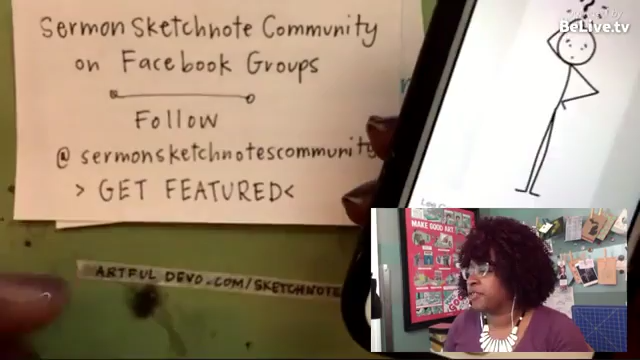 Sermon Sketchnote Community
on Facebook Groups
Follow
@sermonsketchnotescommunity
> GET FEATURED<
ARTFUL DEVO.COM/SKETCHNOTE
?
BeLive.tv
MAKE GOOD ART